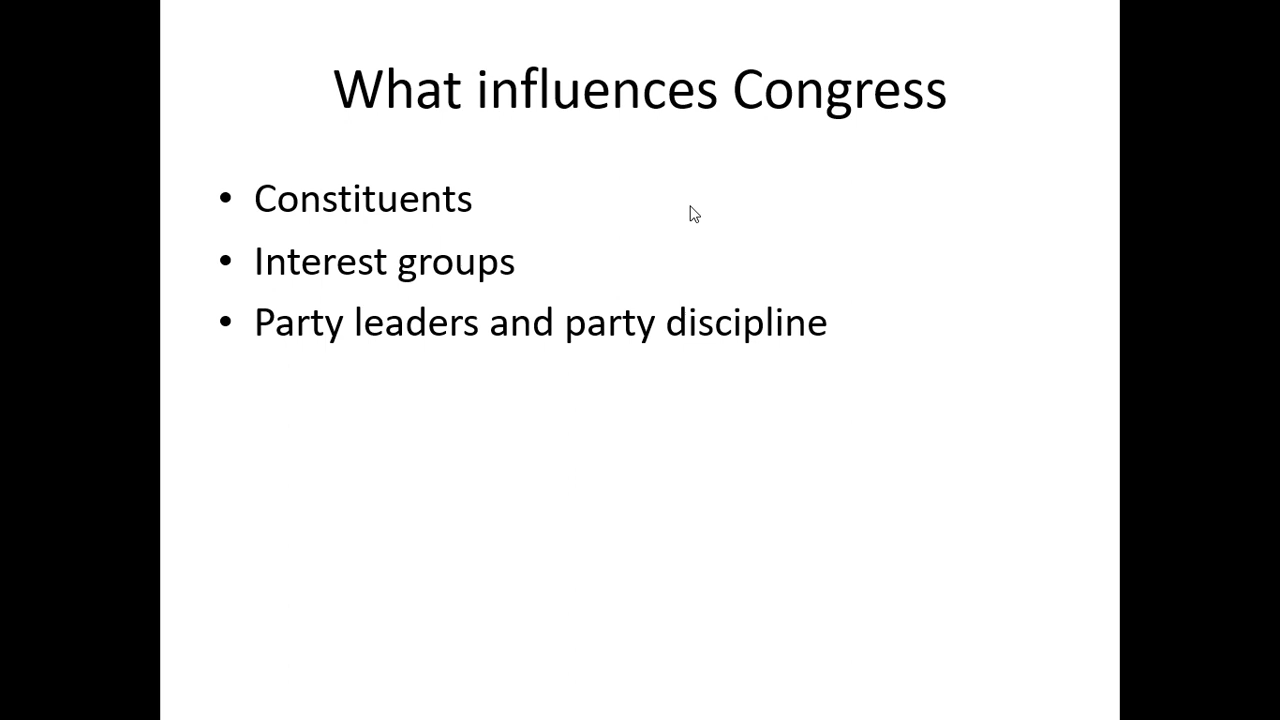 What influences Congress
• Constituents
• Interest groups
• Party leaders and party discipline